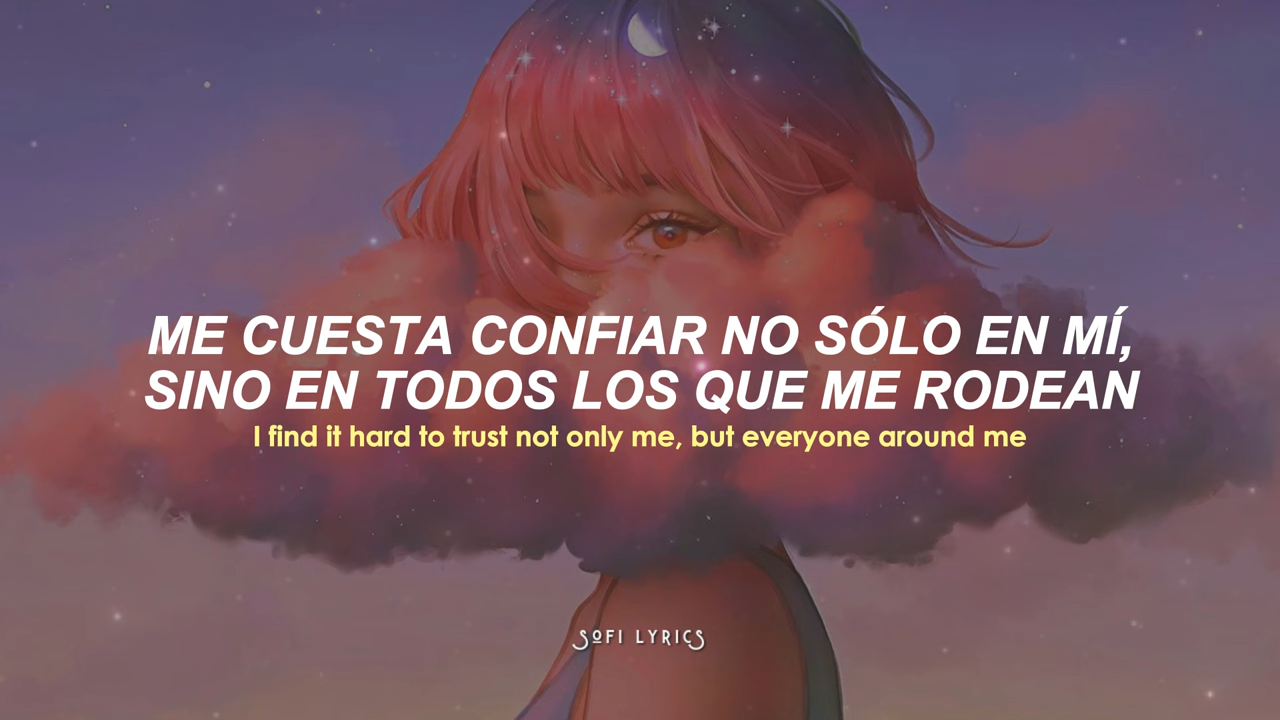 ME CUESTA CONFIAR NO SÓLO EN MÍ,
SINO EN TODOS LOS QUE ME RODEAN
I find it hard to trust not only me, but everyone around me
SOFI LYRICS